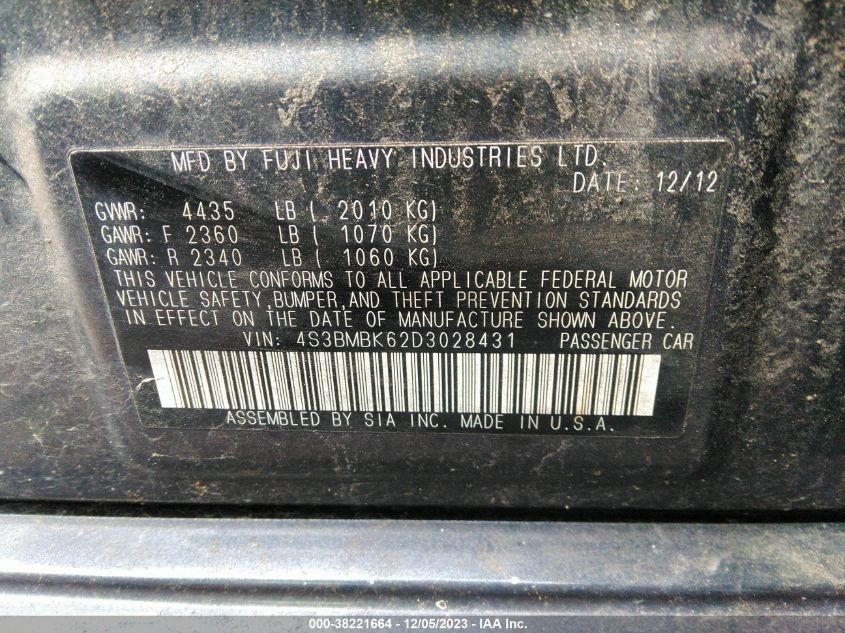 MFD BY FUJI HEAVY INDUSTRIES LTD.
DATE: 12/12
GVWR: 4435 LB ( 2010 KG)
GAWR: F 2360 LB ( 1070 KG)
GAWR: R 2340 LB ( 1060 KG)
THIS VEHICLE CONFORMS TO ALL APPLICABLE FEDERAL MOTOR
VEHICLE SAFETY,BUMPER,AND THEFT PREVENTION STANDARDS
IN EFFECT ON THE DATE OF MANUFACTURE SHOWN ABOVE.
VIN: 4S3BMBK62D3028431 PASSENGER CAR
ASSEMBLED BY SIA INC. MADE IN U.S.A.
000-38221664 - 12/05/2023 - IAA Inc.